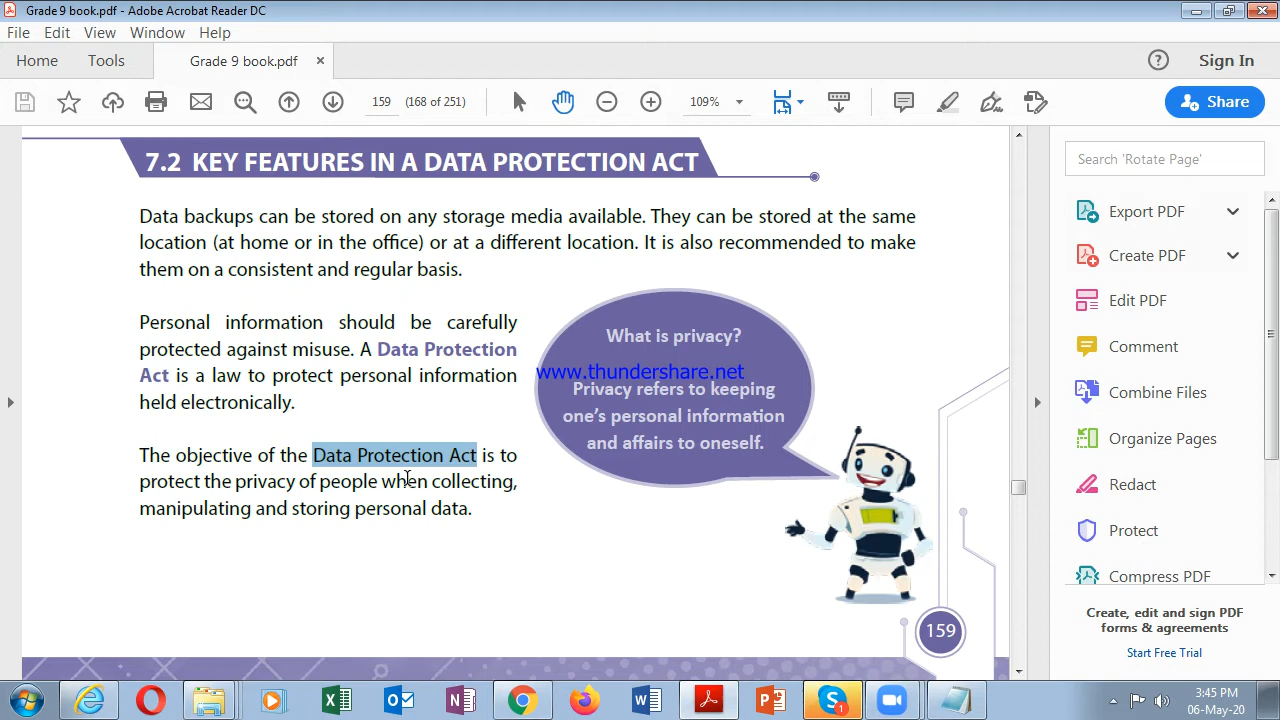 Grade 9 book.pdf - Adobe Acrobat Reader DC
File Edit View Window Help
Home Tools Grade 9 book.pdf × ? Sign In
159 (168 of 251) 109% Share
7.2 KEY FEATURES IN A DATA PROTECTION ACT
Data backups can be stored on any storage media available. They can be stored at the same
location (at home or in the office) or at a different location. It is also recommended to make
them on a consistent and regular basis.
Personal information should be carefully
protected against misuse. A Data Protection
Act is a law to protect personal information
held electronically.
The objective of the Data Protection Act is to
protect the privacy of people when collecting,
manipulating and storing personal data.
What is privacy?
www.thundershare.net
Privacy refers to keeping
one's personal information
and affairs to oneself.
159
Search 'Rotate Page'
Export PDF
Create PDF
Edit PDF
Comment
Combine Files
Organize Pages
Redact
Protect
Compress PDF
Create, edit and sign PDF
forms & agreements
Start Free Trial
3:45 PM
06-May-20